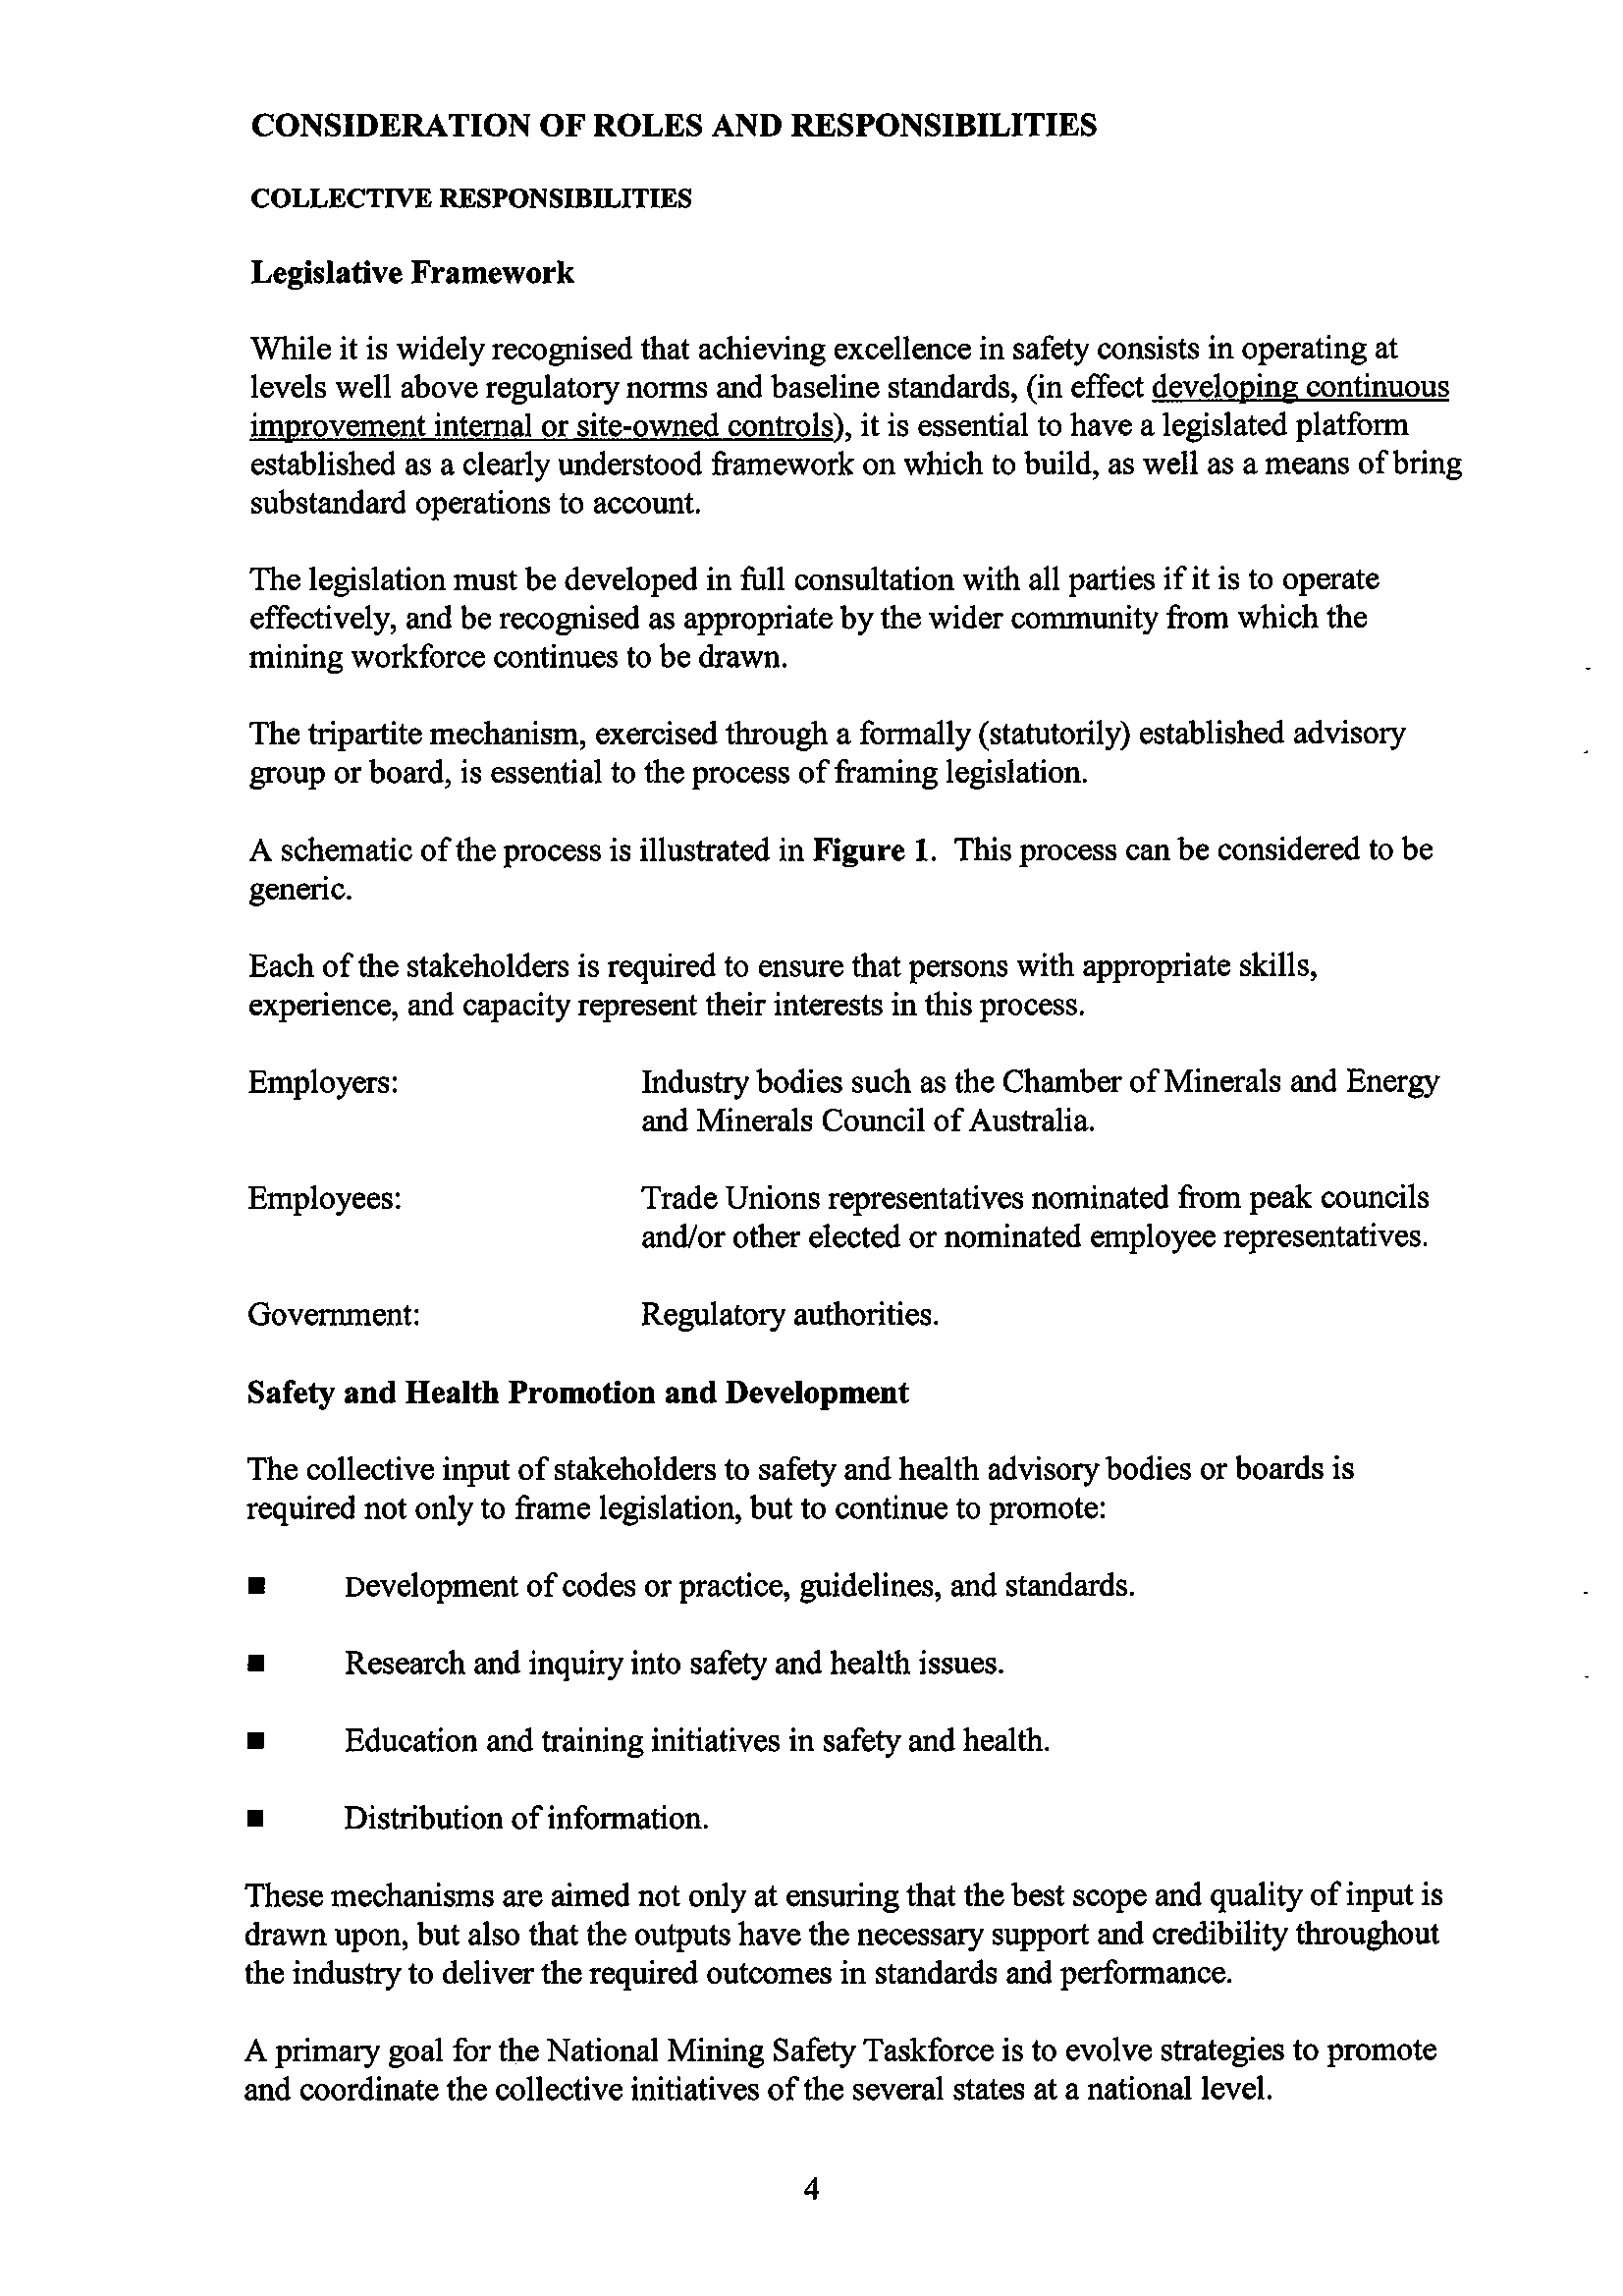 CONSIDERATION OF ROLES AND RESPONSIBILITIES
COLLECTIVE RESPONSIBILITIES
Legislative Framework
While it is widely recognised that achieving excellence in safety consists in operating at
levels well above regulatory norms and baseline standards, (in effect developing continuous
improvement internal or site-owned controls), it is essential to have a legislated platform
established as a clearly understood framework on which to build, as well as a means of bring
substandard operations to account.
The legislation must be developed in full consultation with all parties if it is to operate
effectively, and be recognised as appropriate by the wider community from which the
mining workforce continues to be drawn.
The tripartite mechanism, exercised through a formally (statutorily) established advisory
group or board, is essential to the process of framing legislation.
A schematic of the process is illustrated in Figure 1. This process can be considered to be
generic.
Each of the stakeholders is required to ensure that persons with appropriate skills,
experience, and capacity represent their interests in this process.
Employers: Industry bodies such as the Chamber of Minerals and Energy
and Minerals Council of Australia.
Employees: Trade Unions representatives nominated from peak councils
and/or other elected or nominated employee representatives.
Government: Regulatory authorities.
Safety and Health Promotion and Development
The collective input of stakeholders to safety and health advisory bodies or boards is
required not only to frame legislation, but to continue to promote:
■ Development of codes or practice, guidelines, and standards.
■ Research and inquiry into safety and health issues.
■ Education and training initiatives in safety and health.
■ Distribution of information.
These mechanisms are aimed not only at ensuring that the best scope and quality of input is
drawn upon, but also that the outputs have the necessary support and credibility throughout
the industry to deliver the required outcomes in standards and performance.
A primary goal for the National Mining Safety Taskforce is to evolve strategies to promote
and coordinate the collective initiatives of the several states at a national level.
4